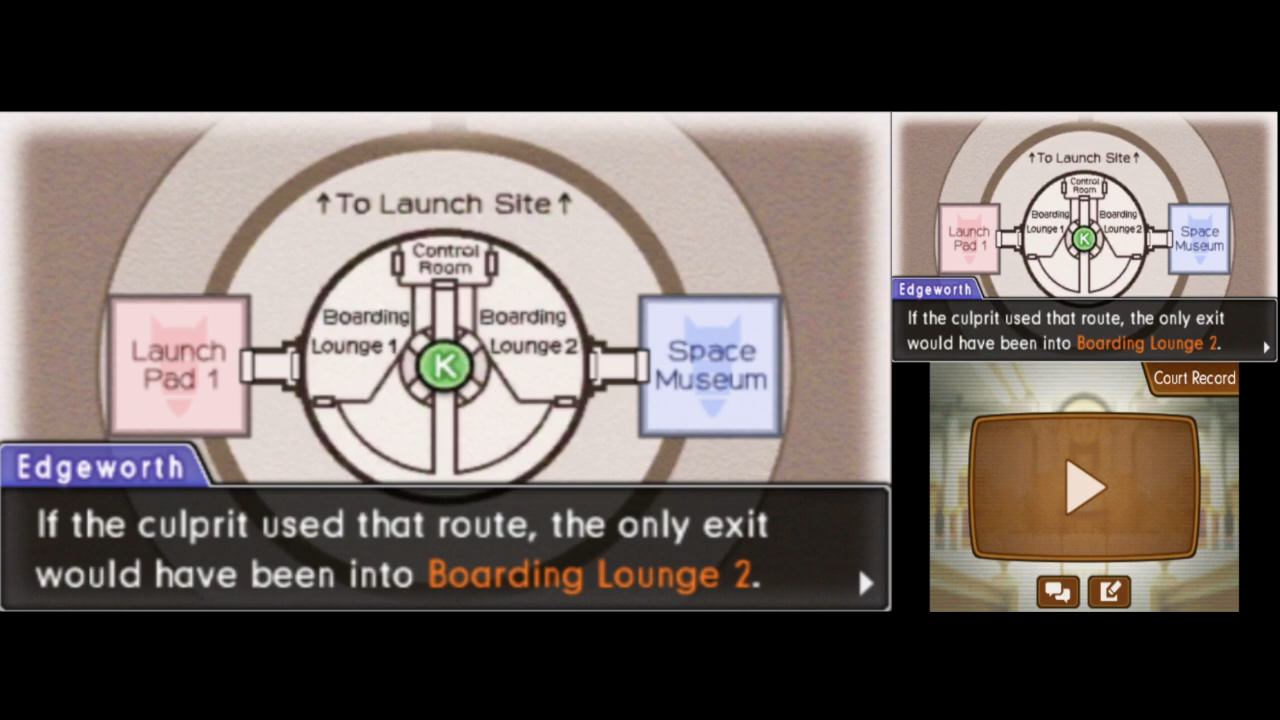 ↑To Launch Site↑
Control
Room
Boarding
Lounge 1
Boarding
Lounge 2
K
Launch
Pad 1
Space
Museum
Edgeworth
If the culprit used that route, the only exit
would have been into Boarding Lounge 2.
↑To Launch Site↑
Control
Room
Boarding
Lounge 1
Boarding
Lounge 2
K
Launch
Pad 1
Space
Museum
Edgeworth
If the culprit used that route, the only exit
would have been into Boarding Lounge 2.
Court Record